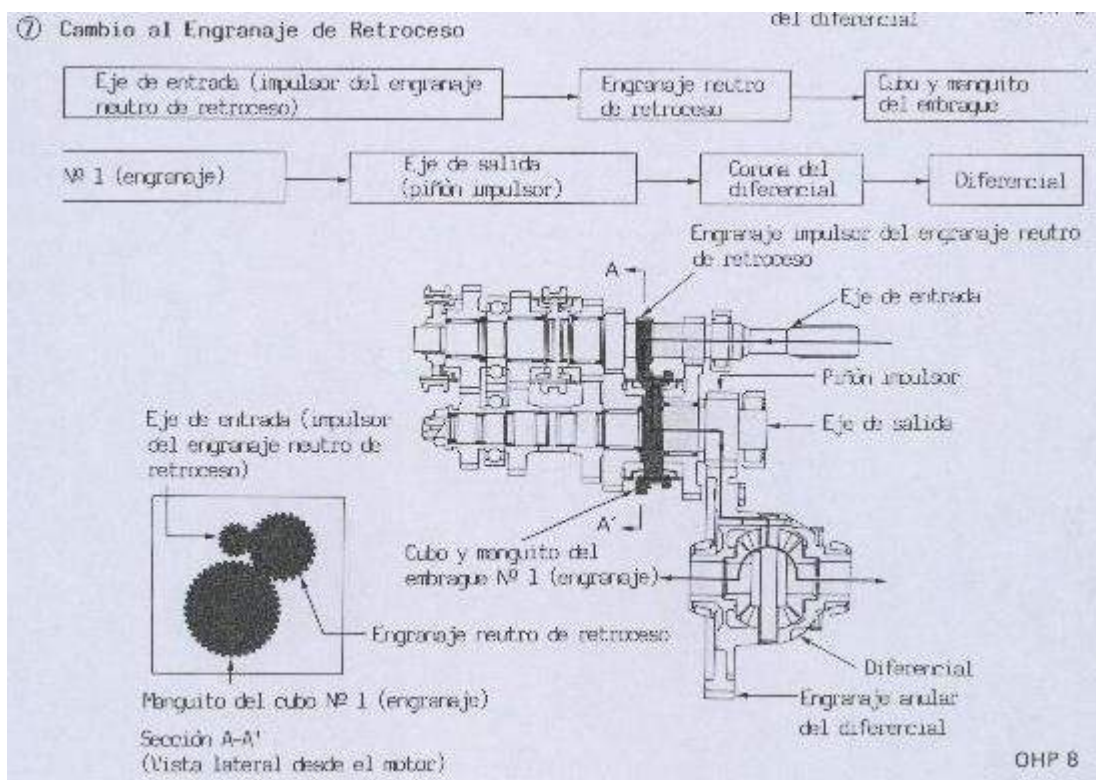 del diferencial
⑦ Cambio al Engranaje de Retroceso
Eje de entrada (impulsor del engranaje
neutro de retroceso)
Engranaje neutro
de retroceso
Cubo y manguito
del embrague
Nº 1 (engranaje)
Eje de salida
(piñón impulsor)
Corona del
diferencial
Diferencial
Engranaje impulsor del engranaje neutro
de retroceso
A
Eje de entrada
Piñón impulsor
Eje de salida
Eje de entrada (impulsor
del engranaje neutro de
retroceso)
A'
Cubo y manguito del
embrague Nº 1 (engranaje)
Engranaje neutro de retroceso
Diferencial
Manguito del cubo Nº 1 (engranaje)
Engranaje anular
del diferencial
Sección A-A'
(Vista lateral desde el motor)
OHP 8